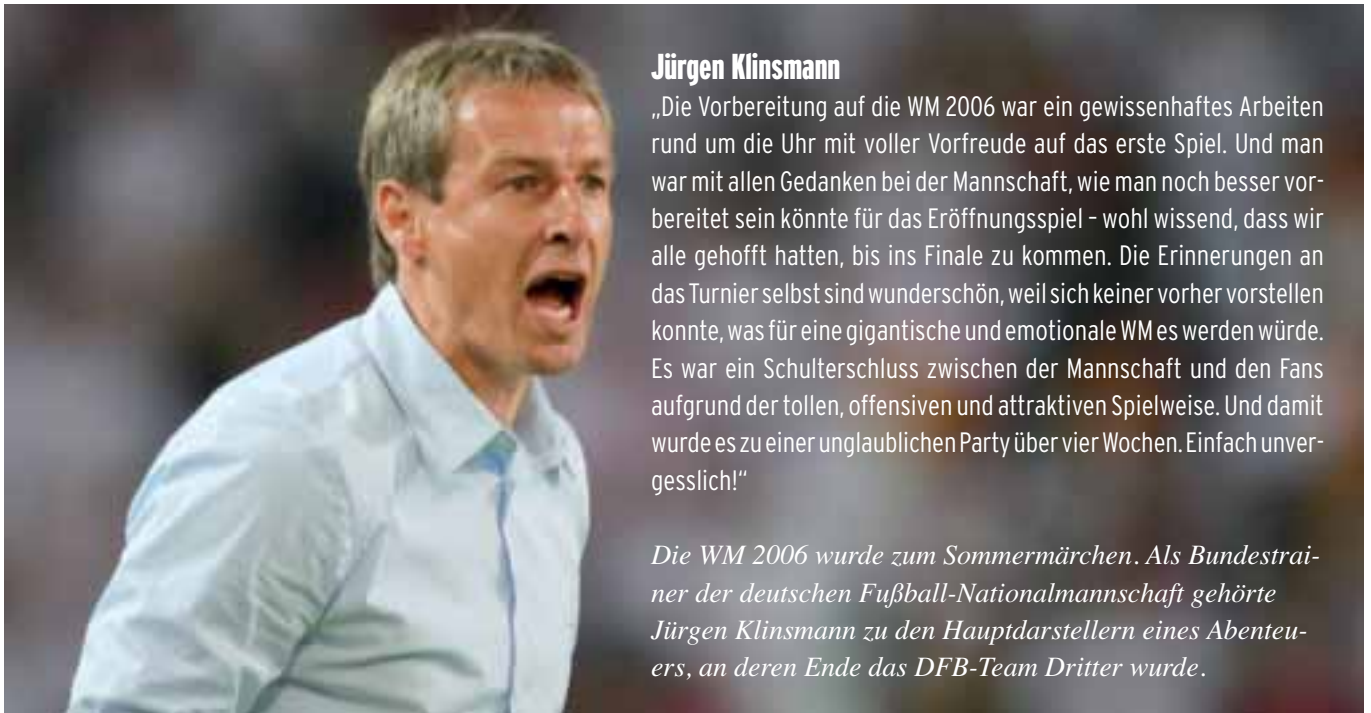 Jürgen Klinsmann
„Die Vorbereitung auf die WM 2006 war ein gewissenhaftes Arbeiten
rund um die Uhr mit voller Vorfreude auf das erste Spiel. Und man
war mit allen Gedanken bei der Mannschaft, wie man noch besser vor-
bereitet sein könnte für das Eröffnungsspiel – wohl wissend, dass wir
alle gehofft hatten, bis ins Finale zu kommen. Die Erinnerungen an
das Turnier selbst sind wunderschön, weil sich keiner vorher vorstellen
konnte, was für eine gigantische und emotionale WM es werden würde.
Es war ein Schulterschluss zwischen der Mannschaft und den Fans
aufgrund der tollen, offensiven und attraktiven Spielweise. Und damit
wurde es zu einer unglaublichen Party über vier Wochen. Einfach unver-
gesslich!“
Die WM 2006 wurde zum Sommermärchen. Als Bundestrai-
ner der deutschen Fußball-Nationalmannschaft gehörte
Jürgen Klinsmann zu den Hauptdarstellern eines Abenteu-
ers, an deren Ende das DFB-Team Dritter wurde.